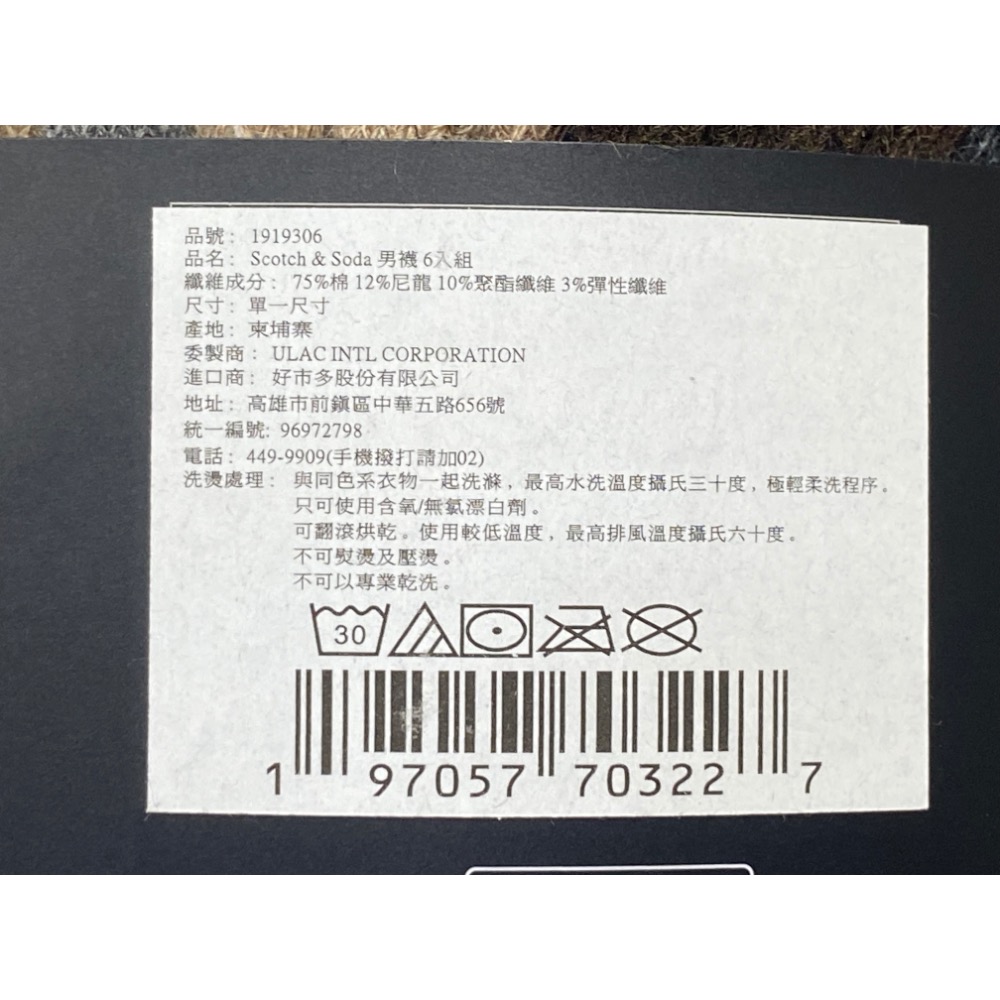 品號： 1919306
品名： Scotch & Soda 男襪 6入組
纖維成分： 75%棉 12%尼龍 10%聚酯纖維 3%彈性纖維
尺寸： 單一尺寸
產地： 柬埔寨
委製商： ULAC INTL CORPORATION
進口商： 好市多股份有限公司
地址： 高雄市前鎮區中華五路656號
統一編號: 96972798
電話： 449-9909(手機撥打請加02)
洗燙處理： 與同色系衣物一起洗滌，最高水洗溫度攝氏三十度，極輕柔洗程序。
只可使用含氧/無氯漂白劑。
可翻滾烘乾。使用較低溫度，最高排風溫度攝氏六十度。
不可熨燙及壓燙。
不可以專業乾洗。
30
1 97057 70322 7